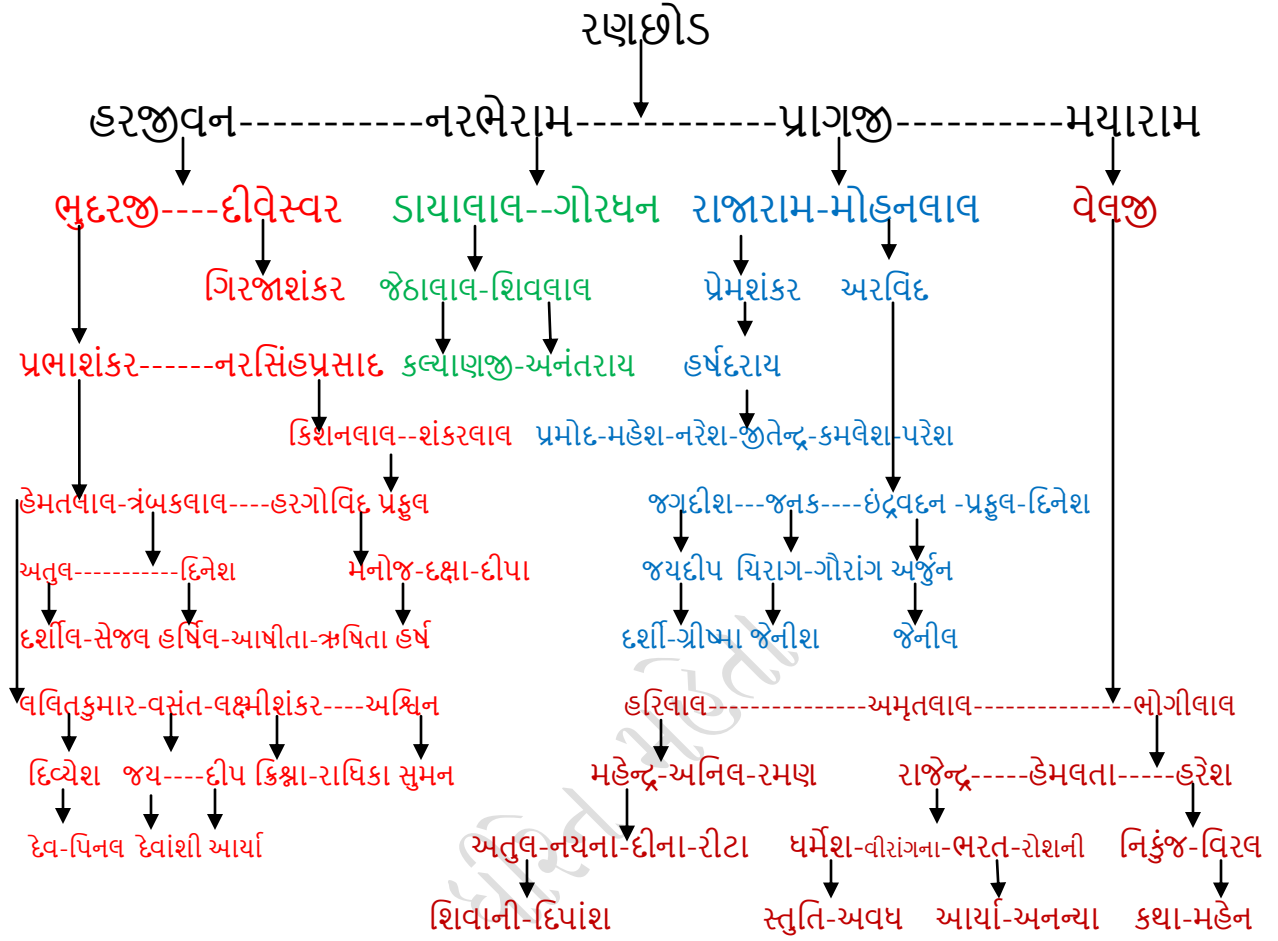 રણછોડ
હરજીવન-----------નરભેરામ------------પ્રાગજી----------મયારામ
ભુદરજી----દીવેસ્વર ડાયાલાલ--ગોરધન રાજારામ-મોહનલાલ વેલજી
ગિરજાશંકર જેઠાલાલ-શિવલાલ પ્રેમશંકર અરવિંદ
પ્રભાશંકર------નરસિંહપ્રસાદ કલ્યાણજી-અનંતરાય હર્ષદરાય
કિશનલાલ--શંકરલાલ પ્રમોદ-મહેશ-નરેશ-જીતેન્દ્ર-કમલેશ-પરેશ
હેમતલાલ-ત્રંબકલાલ----હરગોવિંદ પ્રફુલ જગદીશ---જનક----ઇંદ્રવદન -પ્રફુલ-દિનેશ
અતુલ-----------દિનેશ મનોજ-દક્ષા-દીપા જયદીપ ચિરાગ-ગૌરાંગ અર્જુન
દર્શીલ-સેજલ હર્ષિલ-આષીતા-ઋષિતા હર્ષ દર્શી-ગ્રીષ્મા જેનીશ જેનીલ
લલિતકુમાર-વસંત-લક્ષ્મીશંકર----અશ્વિન હરિલાલ----------------અમૃતલાલ----------------ભોગીલાલ
દિવ્યેશ જય----દીપ ક્રિશ્ના-રાધિકા સુમન મહેન્દ્ર-અનિલ-રમણ રાજેન્દ્ર-----હેમલતા-----હરેશ
દેવ-પિનલ દેવાંશી આર્યા અતુલ-નયના-દીના-રીટા ધર્મેશ-વીરાંગના-ભરત-રોશની નિકુંજ-વિરલ
શિવાની-દિપાંશ સ્તુતિ-અવધ આર્યા-અનન્યા કથા-મહેન